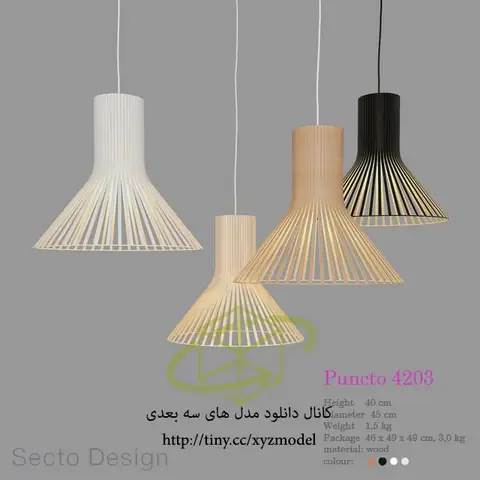 Puncto 4203
Height 40 cm
Diameter 45 cm
Weight 1,5 kg
Package 46 x 49 x 49 cm, 3,0 kg
material: wood
colour:
کانال دانلود مدل های سه بعدی
http://tiny.cc/xyzmodel
Secto Design